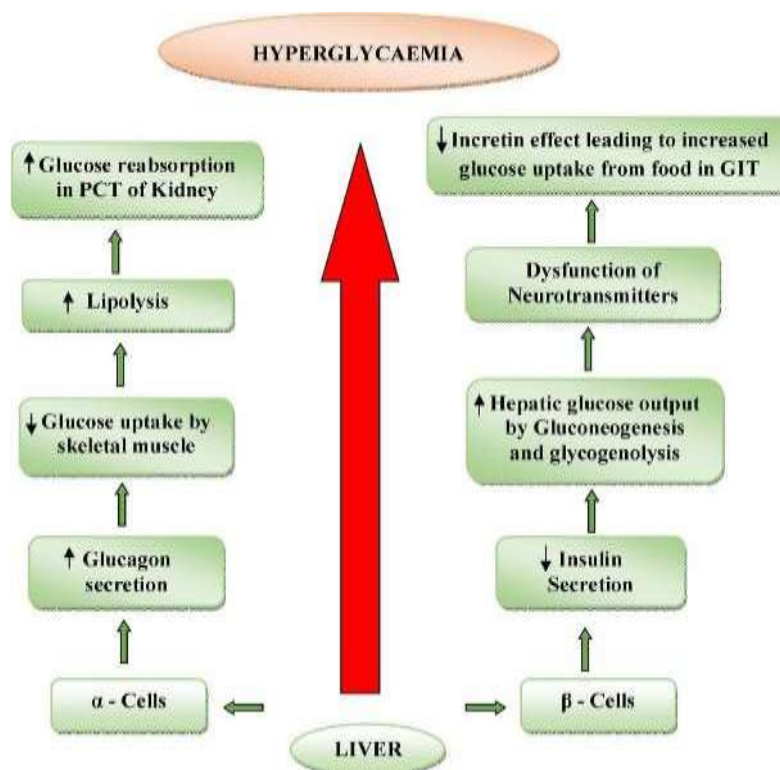 HYPERGLYCAEMIA
↑ Glucose reabsorption
in PCT of Kidney
↑ Lipolysis
↓ Glucose uptake by
skeletal muscle
↑ Glucagon
secretion
α - Cells
↓ Incretin effect leading to increased
glucose uptake from food in GIT
Dysfunction of
Neurotransmitters
↑ Hepatic glucose output
by Gluconeogenesis
and glycogenolysis
↓ Insulin
Secretion
β - Cells
LIVER